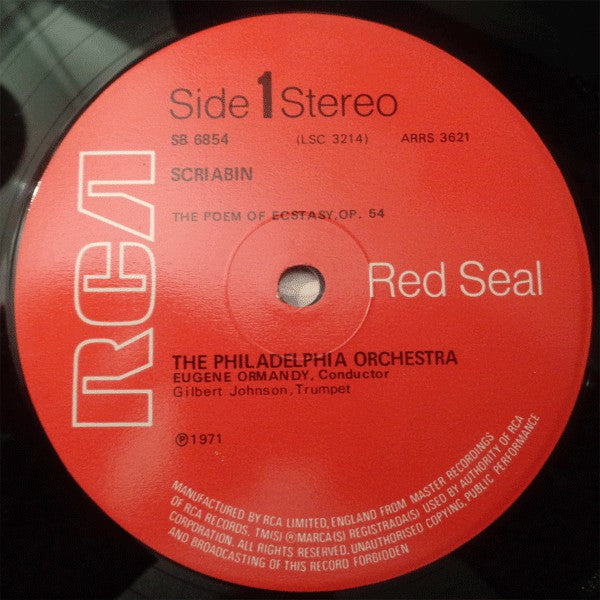 Side 1 Stereo
SB 6854 (LSC 3214) ARRS 3621
SCRIABIN
THE POEM OF ECSTASY, OP. 54
RCA
Red Seal
THE PHILADELPHIA ORCHESTRA
EUGENE ORMANDY, Conductor
Gilbert Johnson, Trumpet
℗1971
MANUFACTURED BY RCA LIMITED, ENGLAND FROM MASTER RECORDINGS
OF RCA RECORDS, TM(S) ®MARCA(S) REGISTRADA(S) USED BY AUTHORITY OF RCA
CORPORATION. ALL RIGHTS RESERVED. UNAUTHORISED COPYING, PUBLIC PERFORMANCE
AND BROADCASTING OF THIS RECORD FORBIDDEN